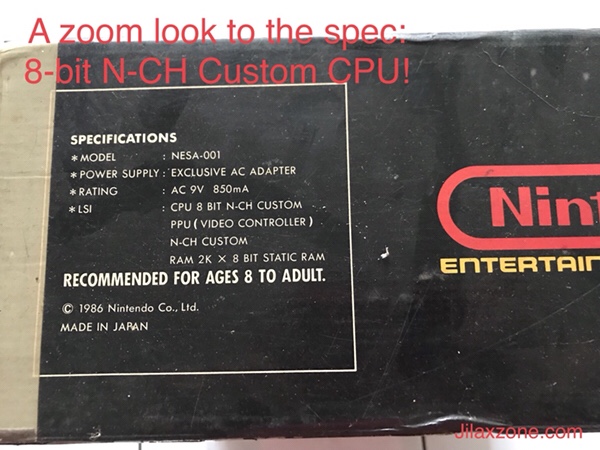 A zoom look to the spec:
8-bit N-CH Custom CPU!
SPECIFICATIONS
* MODEL : NESA-001
* POWER SUPPLY : EXCLUSIVE AC ADAPTER
* RATING : AC 9V 850mA
* LSI : CPU 8 BIT N-CH CUSTOM
PPU (VIDEO CONTROLLER)
N-CH CUSTOM
RAM 2K × 8 BIT STATIC RAM
RECOMMENDED FOR AGES 8 TO ADULT.
© 1986 Nintendo Co., Ltd.
MADE IN JAPAN
Nin
ENTERTAIN
Jilaxzone.com